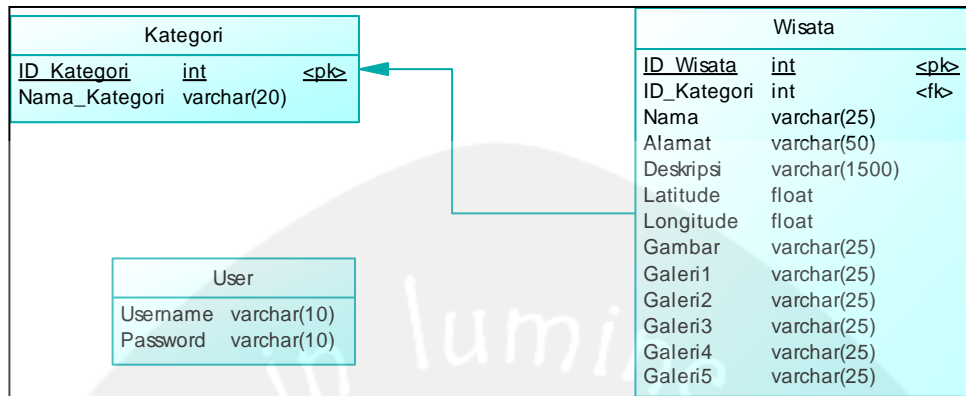 Kategori
ID_Kategori int <pk>
Nama_Kategori varchar(20)
Wisata
ID_Wisata int <pk>
ID_Kategori int <fk>
Nama varchar(25)
Alamat varchar(50)
Deskripsi varchar(1500)
Latitude float
Longitude float
Gambar varchar(25)
Galeri1 varchar(25)
Galeri2 varchar(25)
Galeri3 varchar(25)
Galeri4 varchar(25)
Galeri5 varchar(25)
User
Username varchar(10)
Password varchar(10)
in lumine